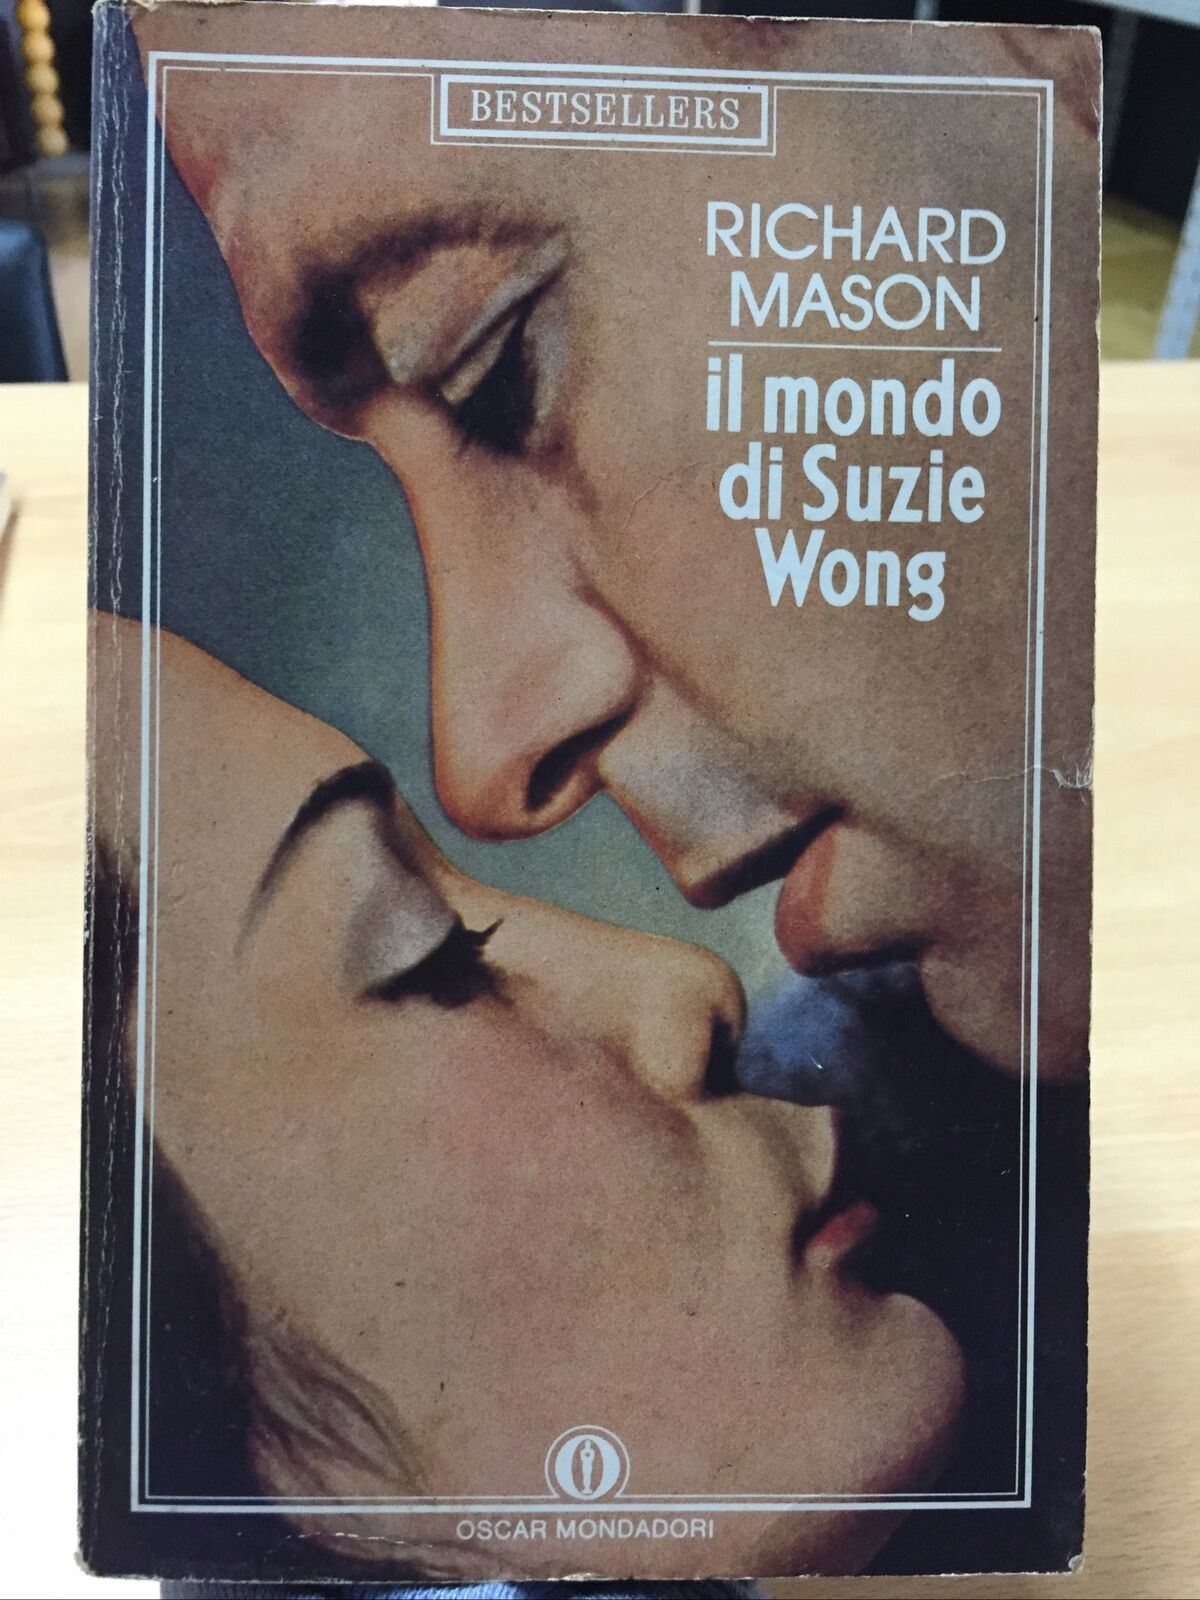 BESTSELLERS
RICHARD
MASON
il mondo
di Suzie
Wong
OSCAR MONDADORI